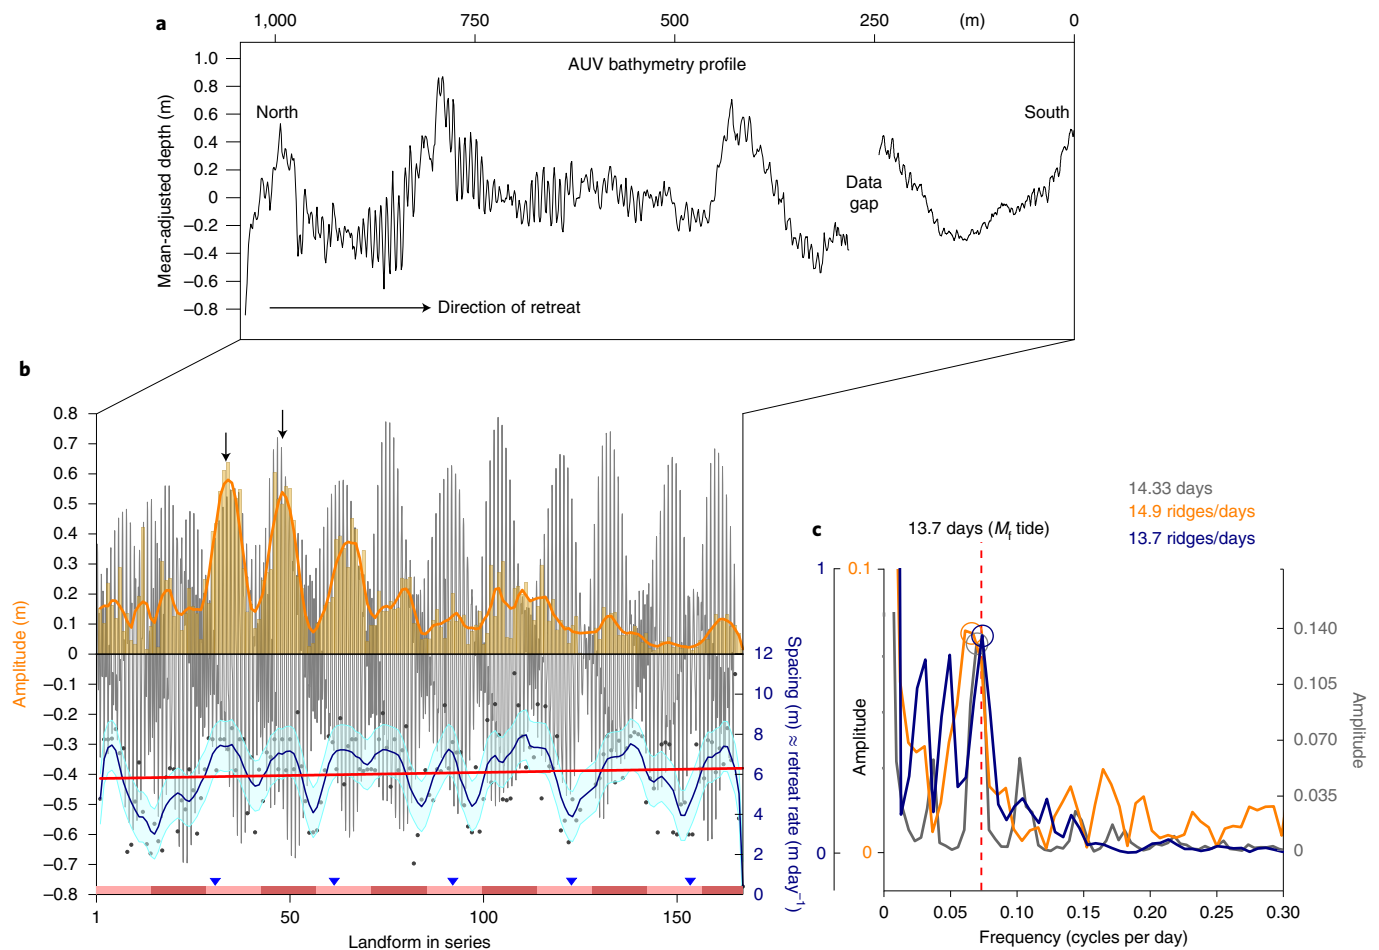 a
1,000 750 500 250 (m) 0
AUV bathymetry profile
Mean-adjusted depth (m)
1.0
0.8
0.6
0.4
0.2
0
–0.2
–0.4
–0.6
–0.8
North
South
Data
gap
Direction of retreat
b
Amplitude (m)
0.8
0.7
0.6
0.5
0.4
0.3
0.2
0.1
0
–0.1
–0.2
–0.3
–0.4
–0.5
–0.6
–0.7
–0.8
12
10
8
6
4
2
0
Spacing (m) ≈ retreat rate (m day⁻¹)
1 50 100 150
Landform in series
14.33 days
14.9 ridges/days
13.7 ridges/days
c
13.7 days (Mf tide)
1
0
Amplitude
0.1
0
0.140
0.105
0.070
0.035
0
Amplitude
0 0.05 0.10 0.15 0.20 0.25 0.30
Frequency (cycles per day)